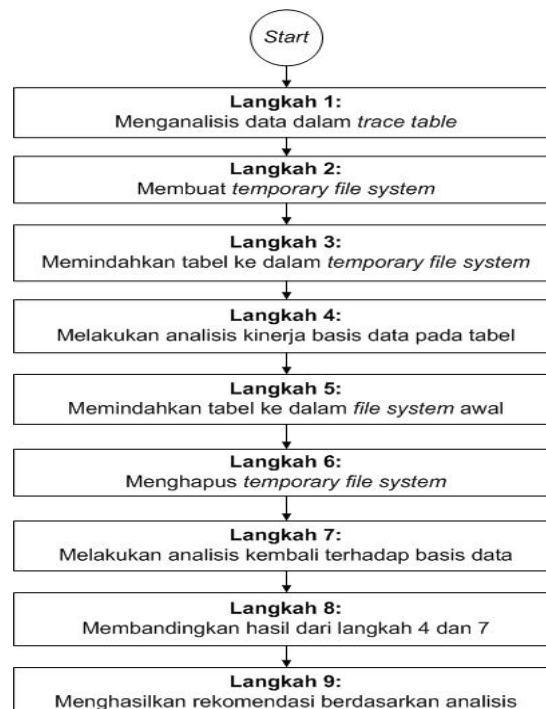 Start
Langkah 1:
Menganalisis data dalam trace table
Langkah 2:
Membuat temporary file system
Langkah 3:
Memindahkan tabel ke dalam temporary file system
Langkah 4:
Melakukan analisis kinerja basis data pada tabel
Langkah 5:
Memindahkan tabel ke dalam file system awal
Langkah 6:
Menghapus temporary file system
Langkah 7:
Melakukan analisis kembali terhadap basis data
Langkah 8:
Membandingkan hasil dari langkah 4 dan 7
Langkah 9:
Menghasilkan rekomendasi berdasarkan analisis